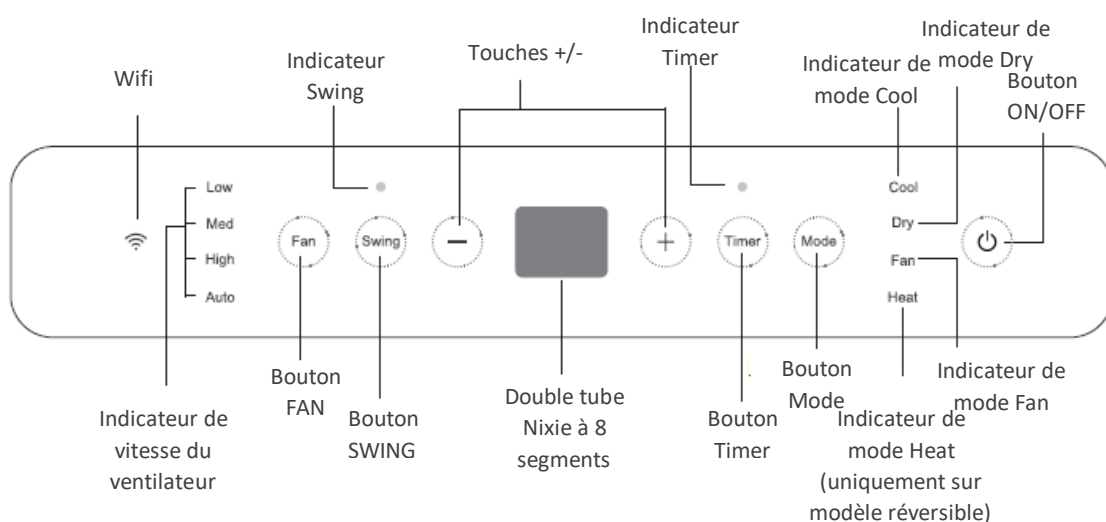 Wifi
Indicateur
Swing
Touches +/-
Indicateur
Timer
Indicateur de
mode Cool
Indicateur de
mode Dry
Bouton
ON/OFF
Low
Med
High
Auto
Fan
Swing
−
+
Timer
Mode
Cool
Dry
Fan
Heat
Indicateur de
vitesse du
ventilateur
Bouton
FAN
Bouton
SWING
Double tube
Nixie à 8
segments
Bouton
Timer
Bouton
Mode
Indicateur de
mode Heat
(uniquement sur
modèle réversible)
Indicateur de
mode Fan